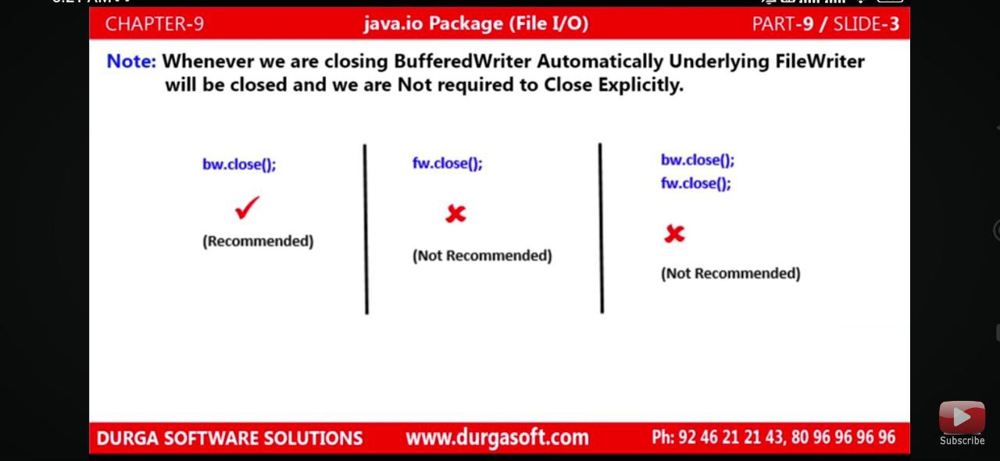 CHAPTER-9 java.io Package (File I/O) PART-9 / SLIDE-3
Note: Whenever we are closing BufferedWriter Automatically Underlying FileWriter
will be closed and we are Not required to Close Explicitly.
bw.close();
(Recommended)
fw.close();
(Not Recommended)
bw.close();
fw.close();
(Not Recommended)
DURGA SOFTWARE SOLUTIONS www.durgasoft.com Ph: 92 46 21 21 43, 80 96 96 96 96
Subscribe